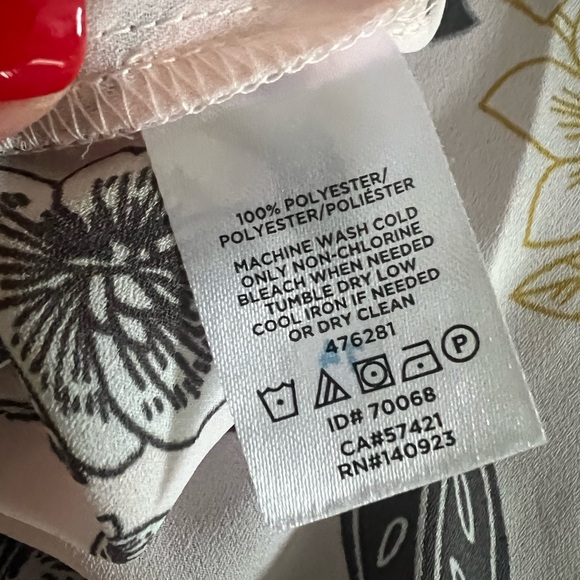 100% POLYESTER/
POLYESTER/POLIÉSTER
MACHINE WASH COLD
ONLY NON-CHLORINE
BLEACH WHEN NEEDED
TUMBLE DRY LOW
COOL IRON IF NEEDED
OR DRY CLEAN
476281
P
ID# 70068
CA#57421
RN#140923